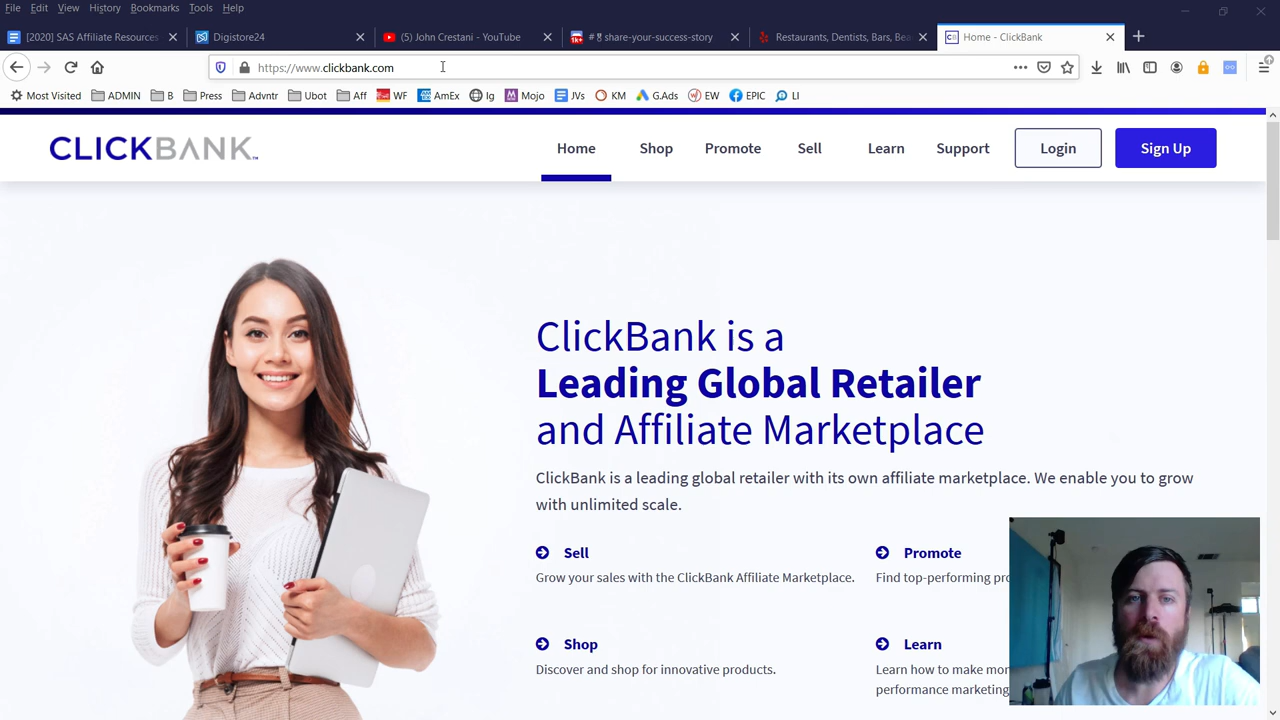 File Edit View History Bookmarks Tools Help
[2020] SAS Affiliate Resources
Digistore24
(5) John Crestani - YouTube
share-your-success-story
Restaurants, Dentists, Bars, Bea
Home - ClickBank
https://www.clickbank.com
Most Visited ADMIN B Press Advntr Ubot Aff WF AmEx Ig Mojo JVs KM G.Ads EW EPIC LI
CLICKBANK
Home Shop Promote Sell Learn Support Login Sign Up
ClickBank is a
Leading Global Retailer
and Affiliate Marketplace
ClickBank is a leading global retailer with its own affiliate marketplace. We enable you to grow
with unlimited scale.
Sell
Grow your sales with the ClickBank Affiliate Marketplace.
Promote
Find top-performing pro
Shop
Discover and shop for innovative products.
Learn
Learn how to make mor
performance marketing